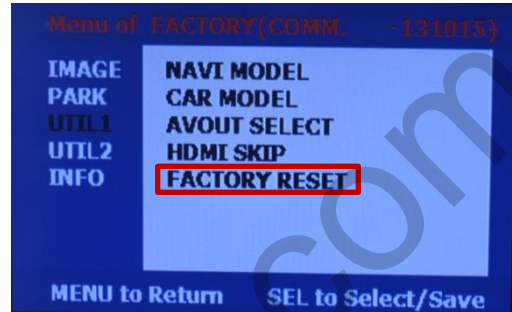 Menu of FACTORY(COMM. -131015)
IMAGE
PARK
UTIL1
UTIL2
INFO
NAVI MODEL
CAR MODEL
AVOUT SELECT
HDMI SKIP
FACTORY RESET
MENU to Return SEL to Select/Save